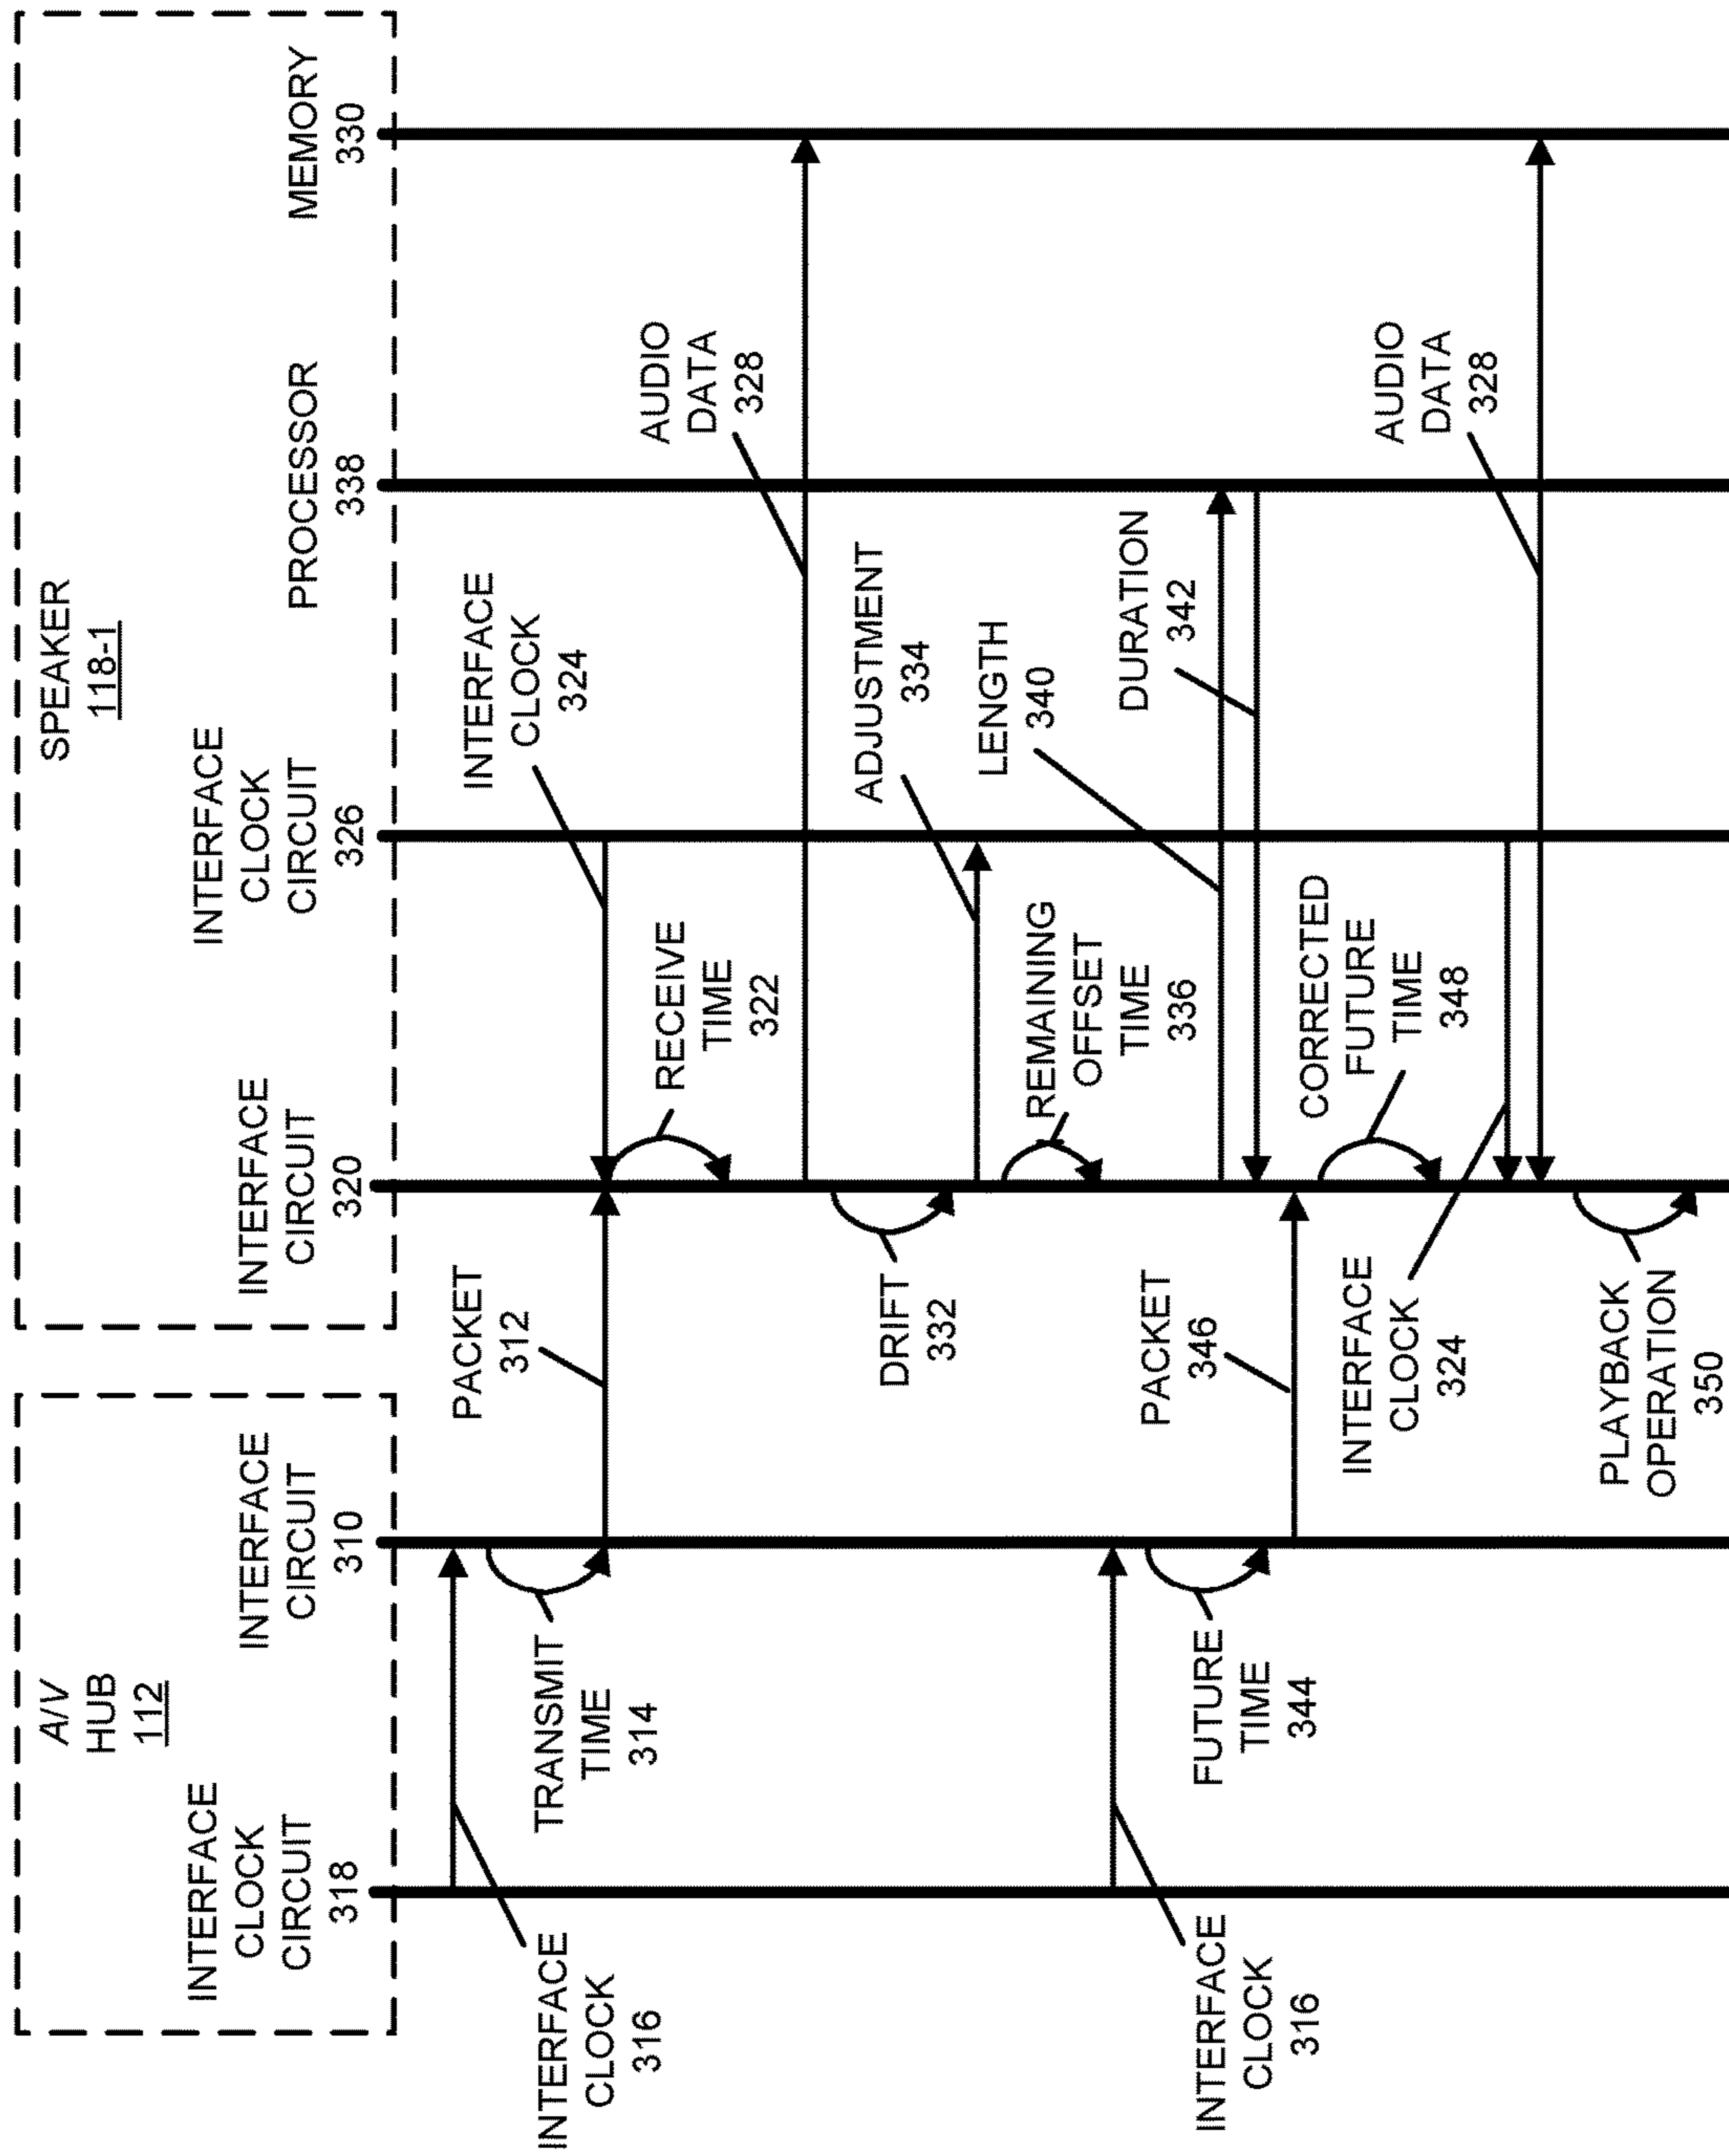 A/V
HUB
112
SPEAKER
118-1
INTERFACE
CLOCK
CIRCUIT
318
INTERFACE
CIRCUIT
310
INTERFACE
CIRCUIT
320
INTERFACE
CLOCK
CIRCUIT
326
PROCESSOR
338
MEMORY
330
INTERFACE
CLOCK
316
TRANSMIT
TIME
314
PACKET
312
INTERFACE
CLOCK
324
RECEIVE
TIME
322
AUDIO
DATA
328
DRIFT
332
ADJUSTMENT
334
REMAINING
OFFSET
TIME
336
LENGTH
340
DURATION
342
INTERFACE
CLOCK
316
FUTURE
TIME
344
PACKET
346
CORRECTED
FUTURE
TIME
348
INTERFACE
CLOCK
324
AUDIO
DATA
328
PLAYBACK
OPERATION
350